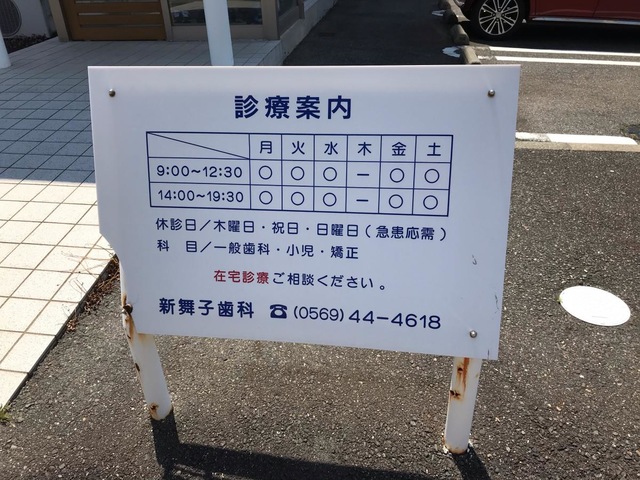 診療案内
月 火 水 木 金 土
9:00～12:30 ○ ○ ○ － ○ ○
14:00～19:30 ○ ○ ○ － ○ ○
休診日／木曜日・祝日・日曜日（急患応需）
科　目／一般歯科・小児・矯正
在宅診療ご相談ください。
新舞子歯科 ☎(0569)44-4618